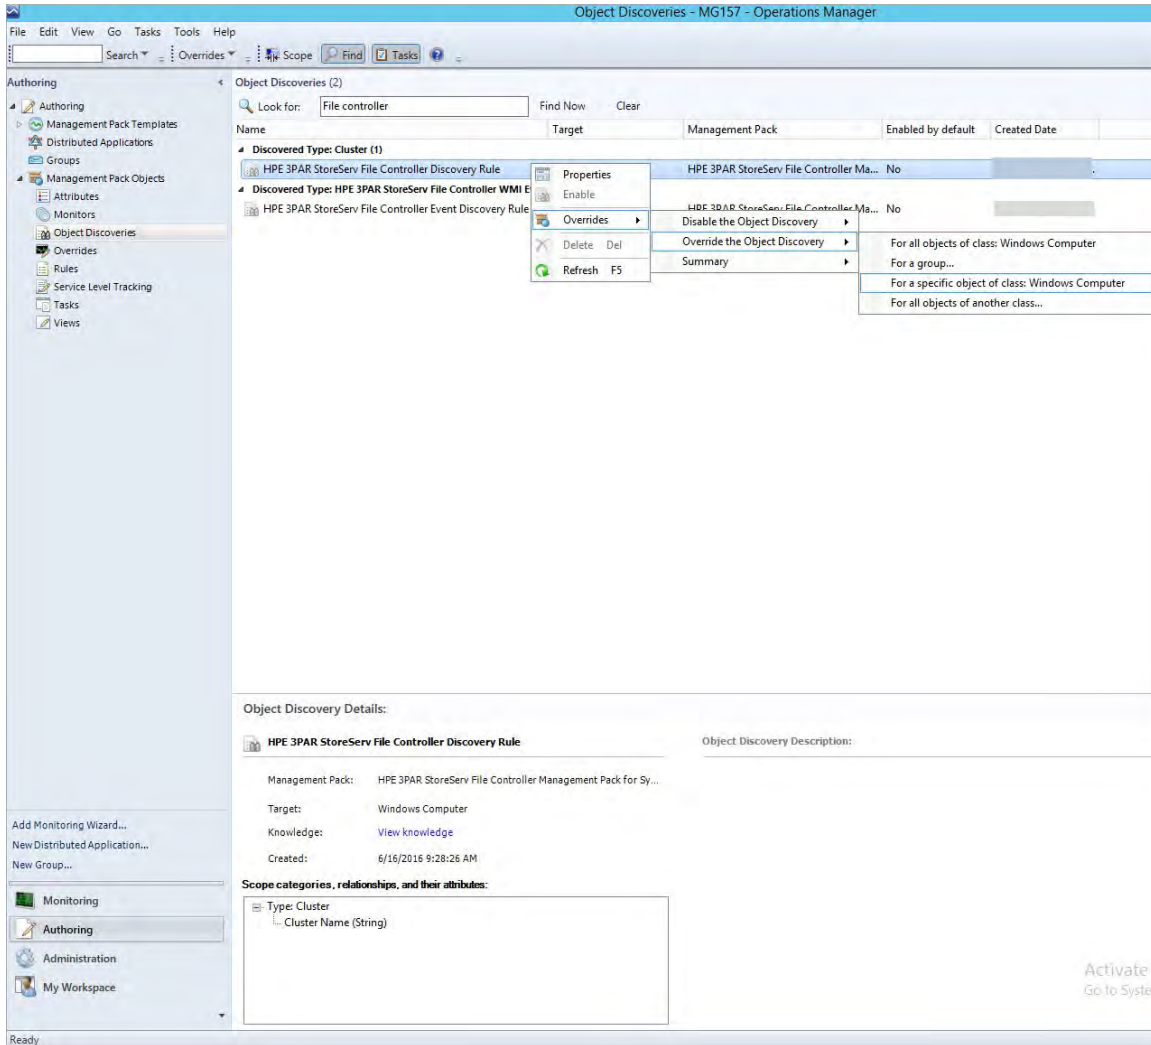 Object Discoveries - MG157 - Operations Manager
File Edit View Go Tasks Tools Help
Search Overrides Scope Find Tasks
Authoring
Authoring
Management Pack Templates
Distributed Applications
Groups
Management Pack Objects
Attributes
Monitors
Object Discoveries
Overrides
Rules
Service Level Tracking
Tasks
Views
Add Monitoring Wizard...
New Distributed Application...
New Group...
Monitoring
Authoring
Administration
My Workspace
Ready
Object Discoveries (2)
Look for: File controller Find Now Clear
Name Target Management Pack Enabled by default Created Date
Discovered Type: Cluster (1)
HPE 3PAR StoreServ File Controller Discovery Rule HPE 3PAR StoreServ File Controller Ma... No
Discovered Type: HPE 3PAR StoreServ File Controller WMI E
HPE 3PAR StoreServ File Controller Event Discovery Rule HPE 3PAR StoreServ File Controller Ma... No
Properties
Enable
Overrides
Delete Del
Refresh F5
Disable the Object Discovery
Override the Object Discovery
Summary
For all objects of class: Windows Computer
For a group...
For a specific object of class: Windows Computer
For all objects of another class...
Object Discovery Details:
HPE 3PAR StoreServ File Controller Discovery Rule
Object Discovery Description:
Management Pack: HPE 3PAR StoreServ File Controller Management Pack for Sy...
Target: Windows Computer
Knowledge: View knowledge
Created: 6/16/2016 9:28:26 AM
Scope categories, relationships, and their attributes:
Type: Cluster
Cluster Name (String)
Activate
Go to Syste